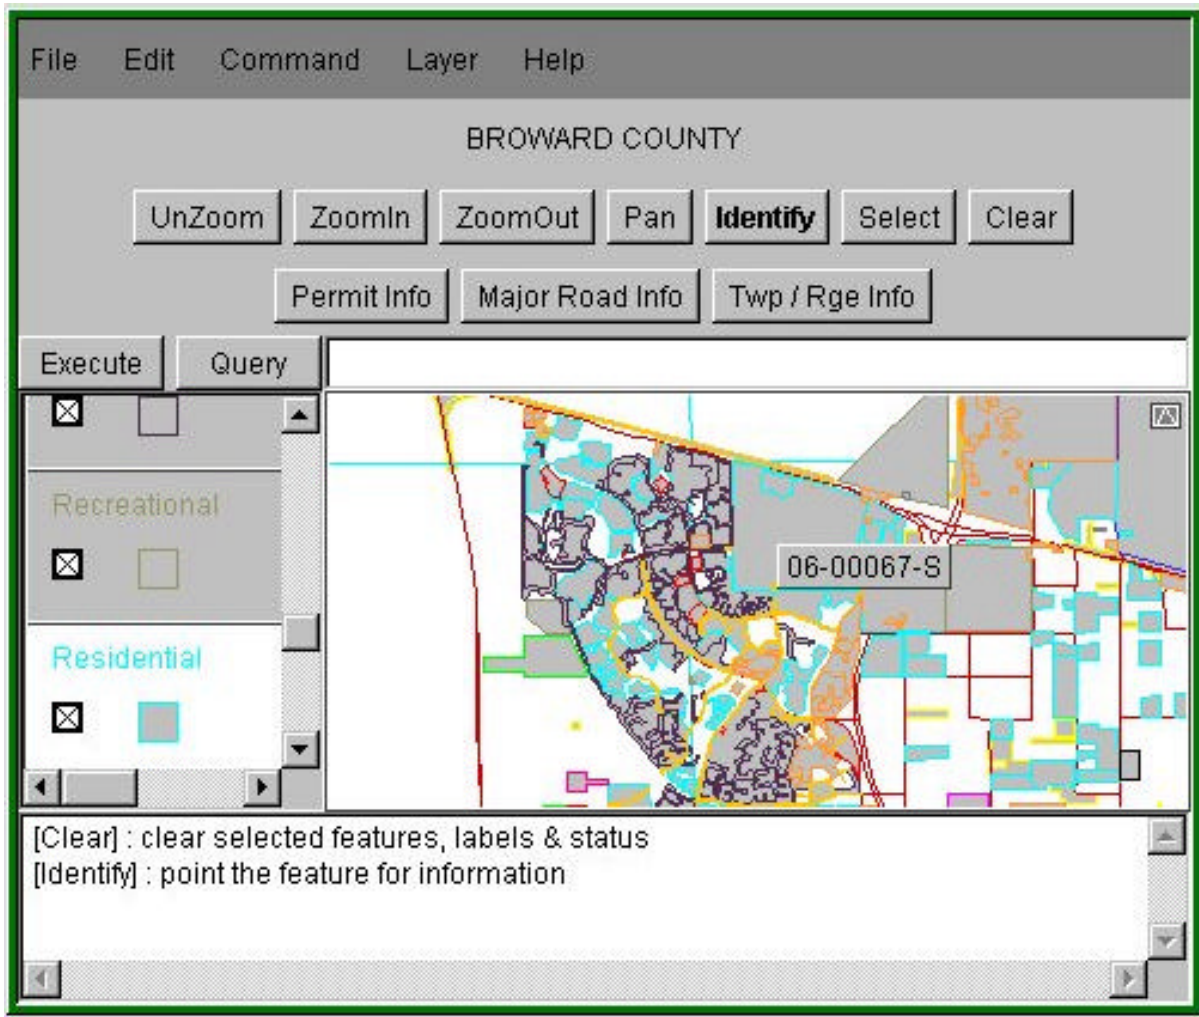 File Edit Command Layer Help
BROWARD COUNTY
UnZoom ZoomIn ZoomOut Pan Identify Select Clear
Permit Info Major Road Info Twp / Rge Info
Execute Query
Recreational
06-00067-S
Residential
[Clear] : clear selected features, labels & status
[Identify] : point the feature for information